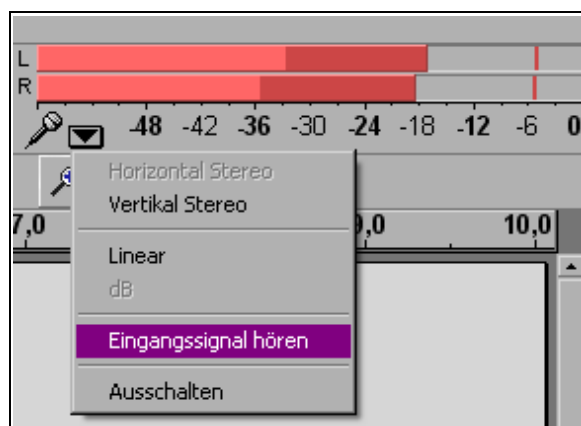 L
R
-48 -42 -36 -30 -24 -18 -12 -6 0
Horizontal Stereo
Vertikal Stereo
7,0 9,0 10,0
Linear
dB
Eingangssignal hören
Ausschalten